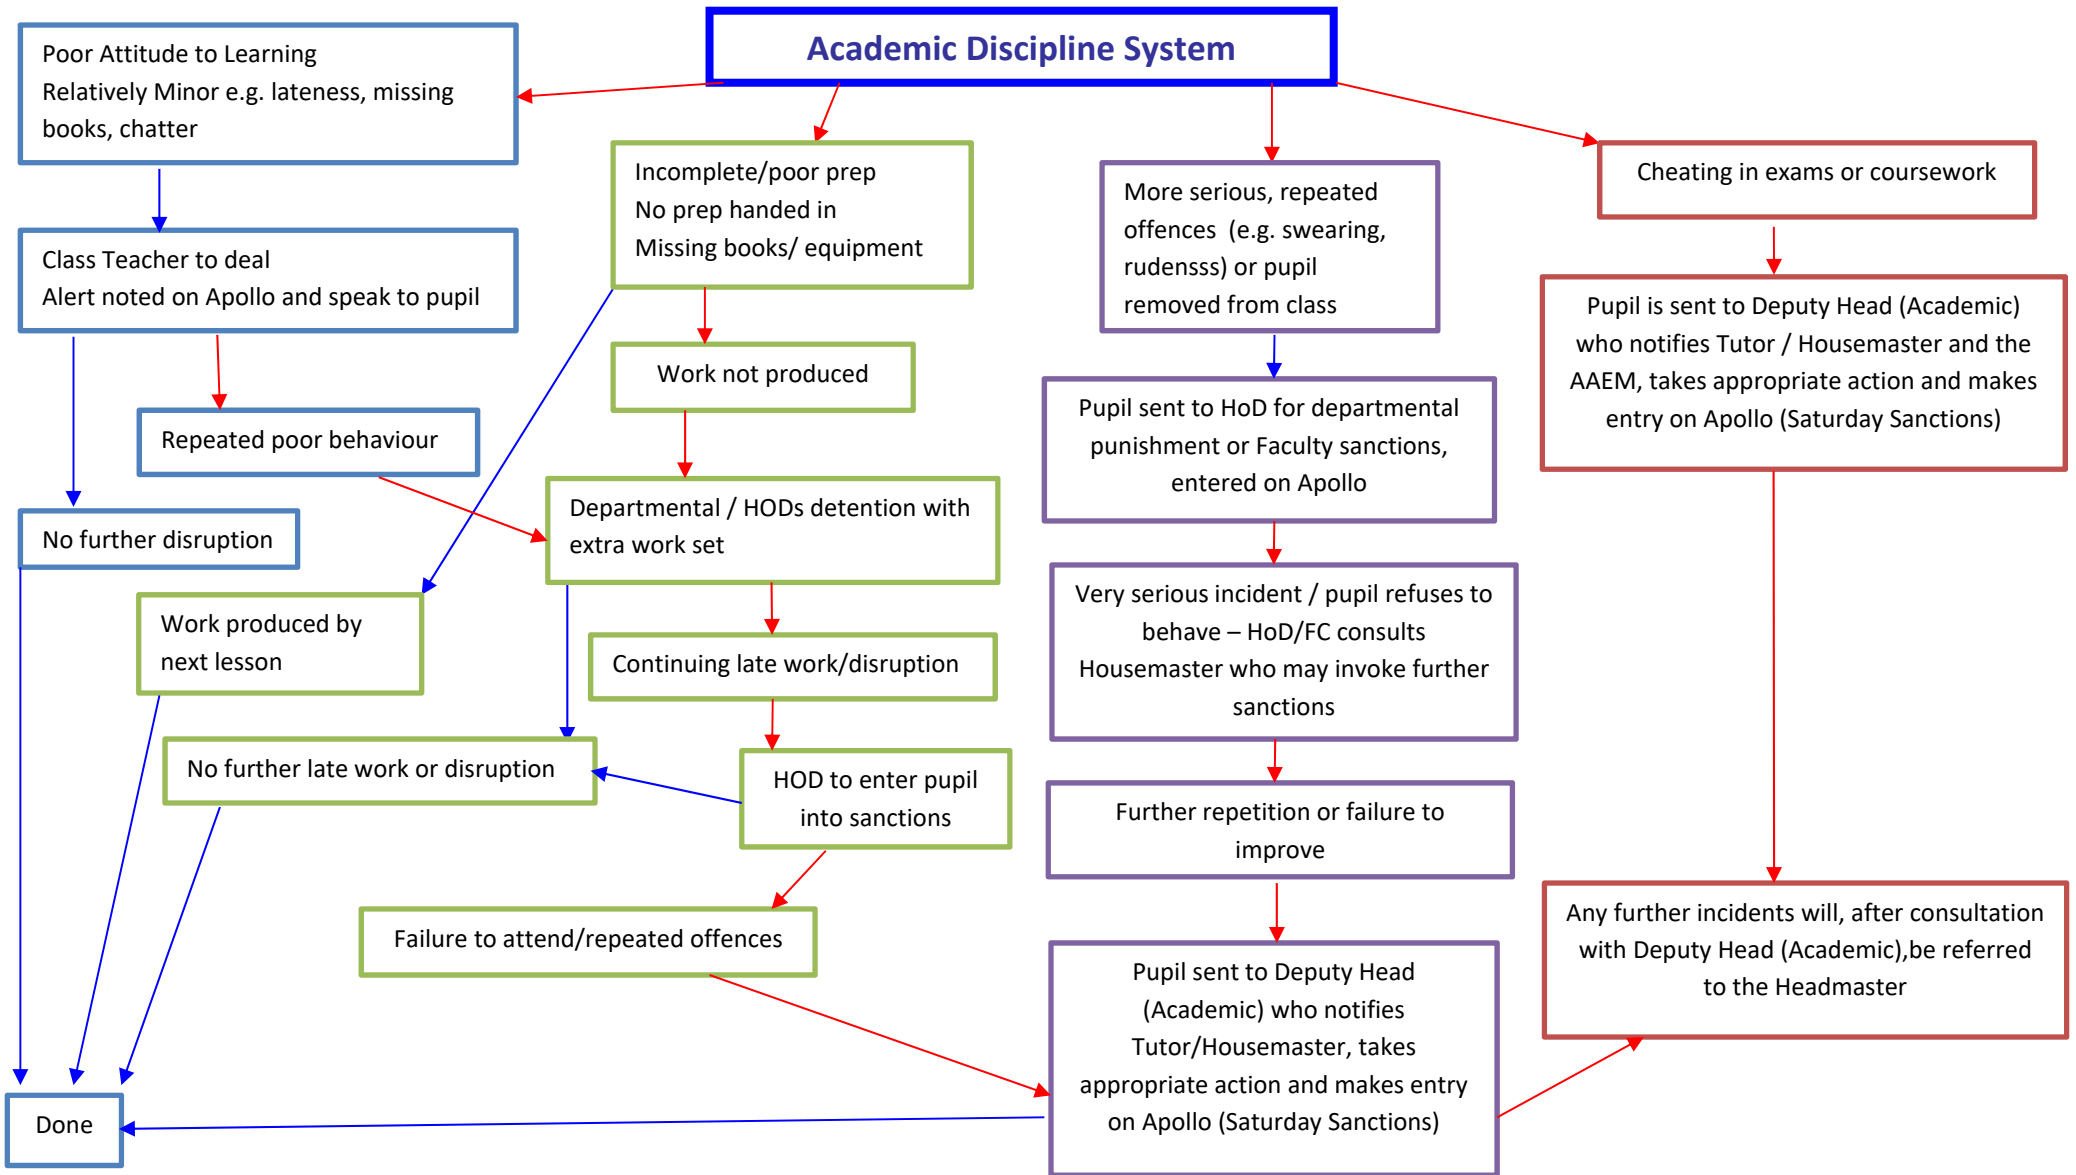 Academic Discipline System
Poor Attitude to Learning
Relatively Minor e.g. lateness, missing
books, chatter
Class Teacher to deal
Alert noted on Apollo and speak to pupil
Repeated poor behaviour
No further disruption
Incomplete/poor prep
No prep handed in
Missing books/ equipment
Work not produced
Departmental / HODs detention with
extra work set
Work produced by
next lesson
Continuing late work/disruption
No further late work or disruption
HOD to enter pupil
into sanctions
Failure to attend/repeated offences
Done
More serious, repeated
offences  (e.g. swearing,
rudensss) or pupil
removed from class
Pupil sent to HoD for departmental
punishment or Faculty sanctions,
entered on Apollo
Very serious incident / pupil refuses to
behave – HoD/FC consults
Housemaster who may invoke further
sanctions
Further repetition or failure to
improve
Pupil sent to Deputy Head
(Academic) who notifies
Tutor/Housemaster, takes
appropriate action and makes entry
on Apollo (Saturday Sanctions)
Cheating in exams or coursework
Pupil is sent to Deputy Head (Academic)
who notifies Tutor / Housemaster and the
AAEM, takes appropriate action and makes
entry on Apollo (Saturday Sanctions)
Any further incidents will, after consultation
with Deputy Head (Academic),be referred
to the Headmaster